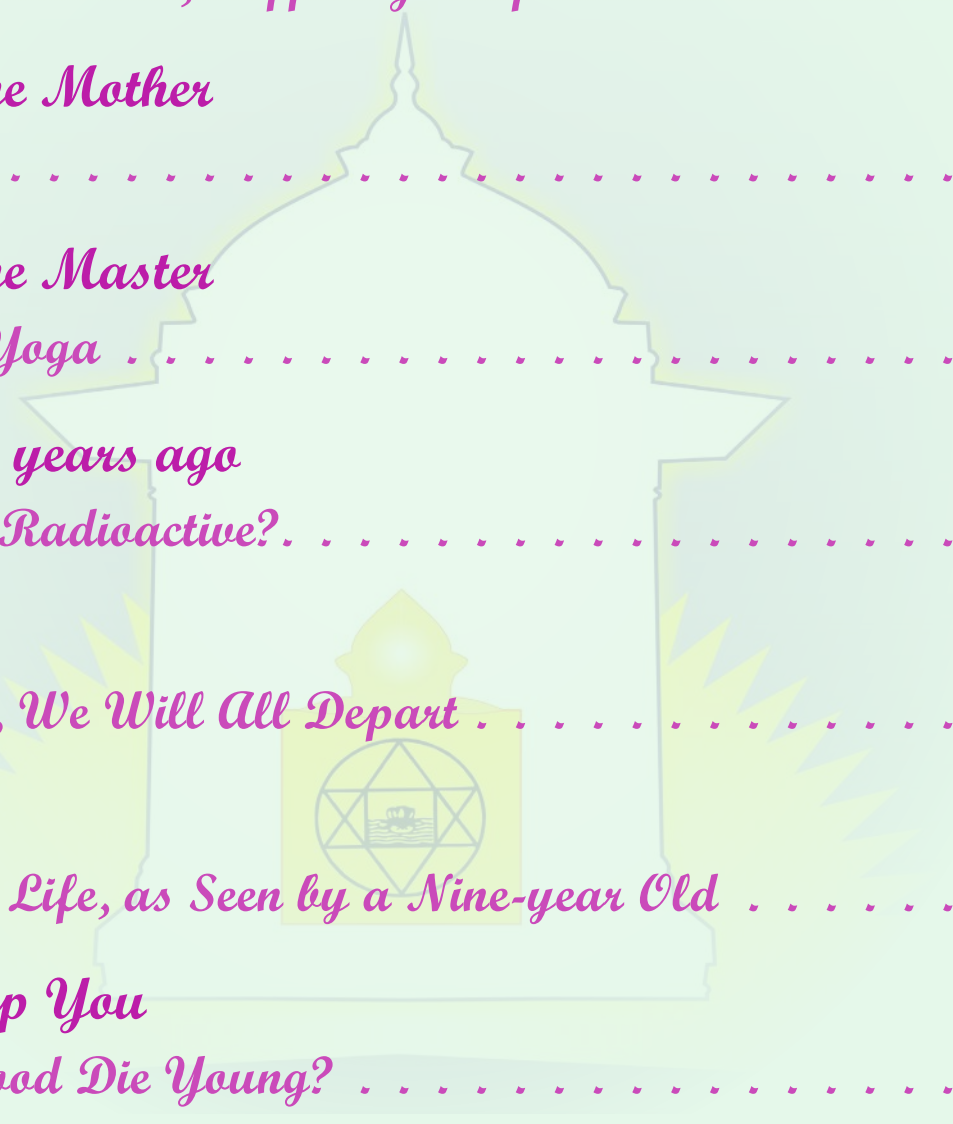 e Mother
. . . . . . . . . . . . . . . . . . . . . . . . .
e Master
Yoga . . . . . . . . . . . . . . . . . . . . . .
years ago
Radioactive? . . . . . . . . . . . . . . . . . .
, We Will All Depart . . . . . . . . . . . . .
Life, as Seen by a Nine-year Old . . . . . .
p You
ood Die Young? . . . . . . . . . . . . . . . .